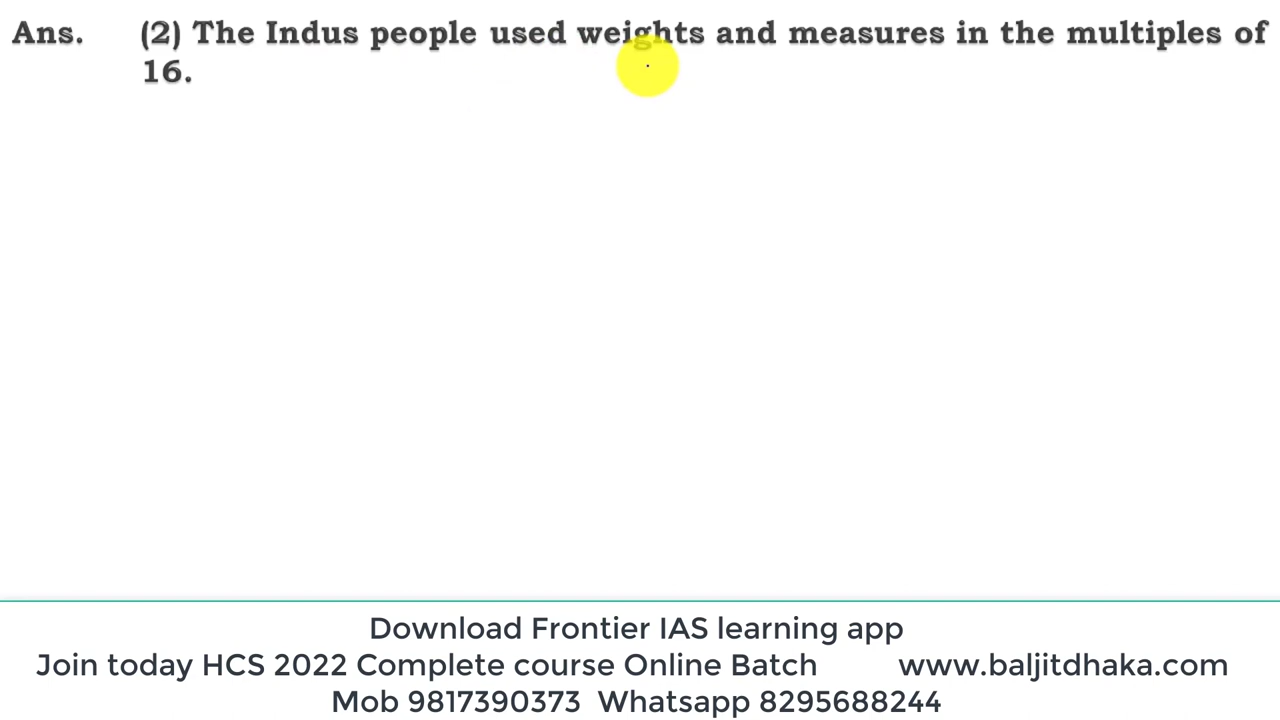 Ans. (2) The Indus people used weights and measures in the multiples of
16.
Download Frontier IAS learning app
Join today HCS 2022 Complete course Online Batch www.baljitdhaka.com
Mob 9817390373 Whatsapp 8295688244